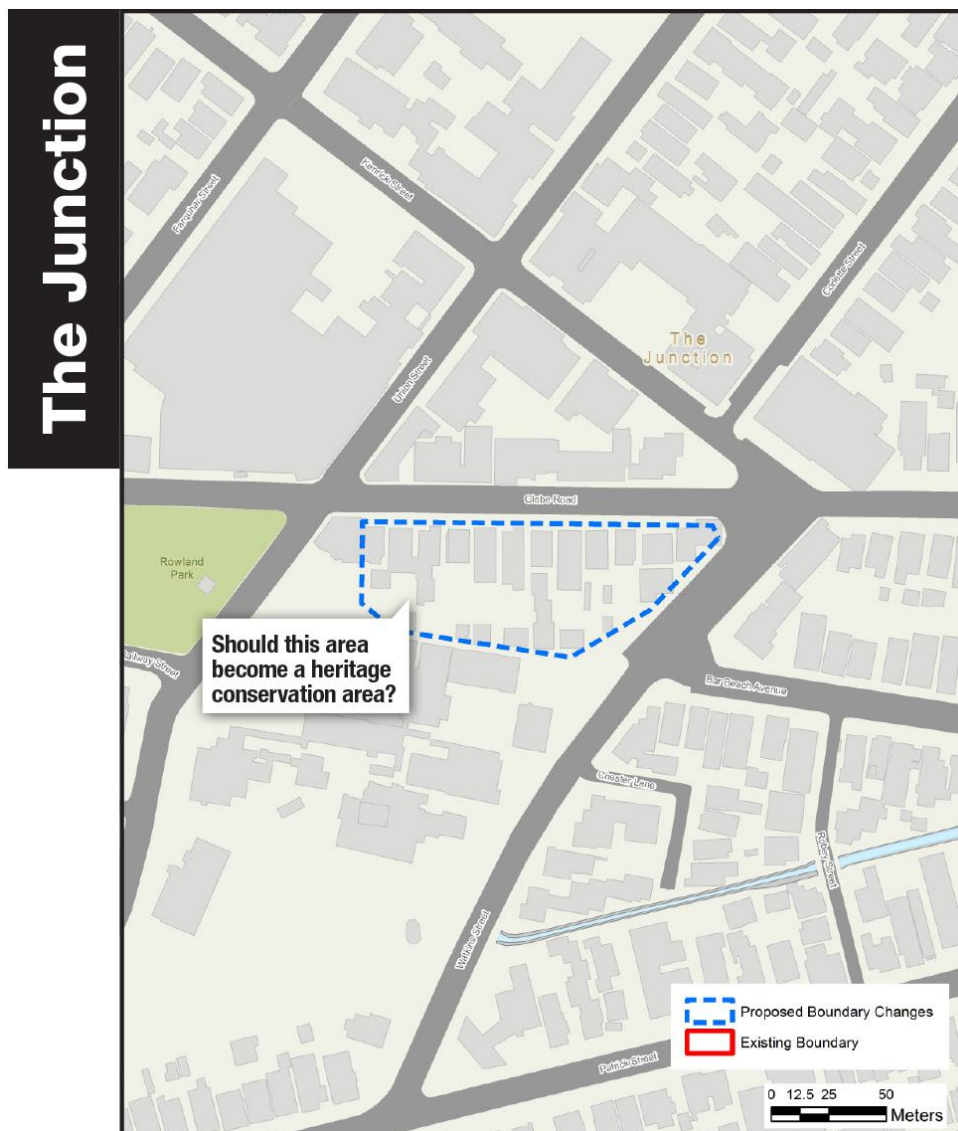 The Junction
Farquhar Street
Kenrick Street
Corlette Street
The
Junction
Union Street
Glebe Road
Rowland
Park
Should this area
become a heritage
conservation area?
Railway Street
Bar Beach Avenue
Chester Lane
Robey Street
Watkins Street
Patrick Street
Proposed Boundary Changes
Existing Boundary
0 12.5 25 50
Meters